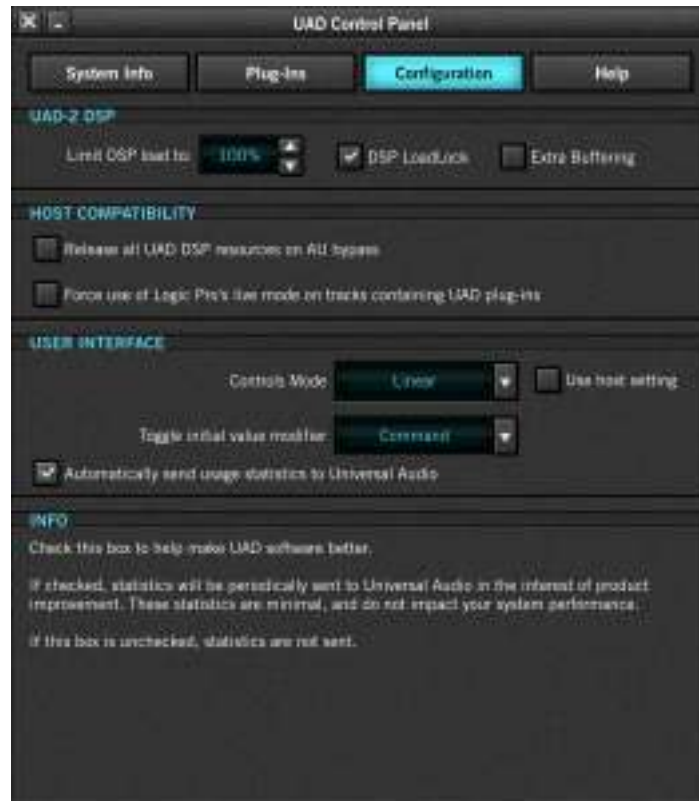 UAD Control Panel
System Info Plug-Ins Configuration Help
UAD-2 DSP
Limit DSP load to: 100% DSP LoadLock Extra Buffering
HOST COMPATIBILITY
Release all UAD DSP resources on AU bypass
Force use of Logic Pro's live mode on tracks containing UAD plug-ins
USER INTERFACE
Controls Mode Linear Use host setting
Toggle initial value modifier Command
Automatically send usage statistics to Universal Audio
INFO
Check this box to help make UAD software better.
If checked, statistics will be periodically sent to Universal Audio in the interest of product
improvement. These statistics are minimal, and do not impact your system performance.
If this box is unchecked, statistics are not sent.